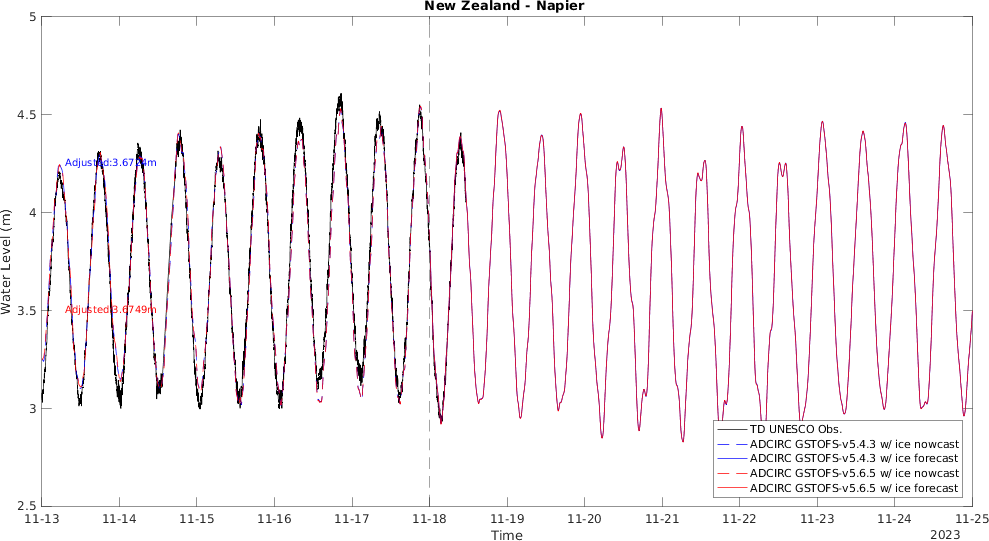 New Zealand - Napier
5
4.5
4
3.5
3
2.5
Water Level (m)
Adjusted:3.6724m
Adjusted:3.6749m
TD UNESCO Obs.
ADCIRC GSTOFS-v5.4.3 w/ ice nowcast
ADCIRC GSTOFS-v5.4.3 w/ ice forecast
ADCIRC GSTOFS-v5.6.5 w/ ice nowcast
ADCIRC GSTOFS-v5.6.5 w/ ice forecast
11-13 11-14 11-15 11-16 11-17 11-18 11-19 11-20 11-21 11-22 11-23 11-24 11-25
Time
2023